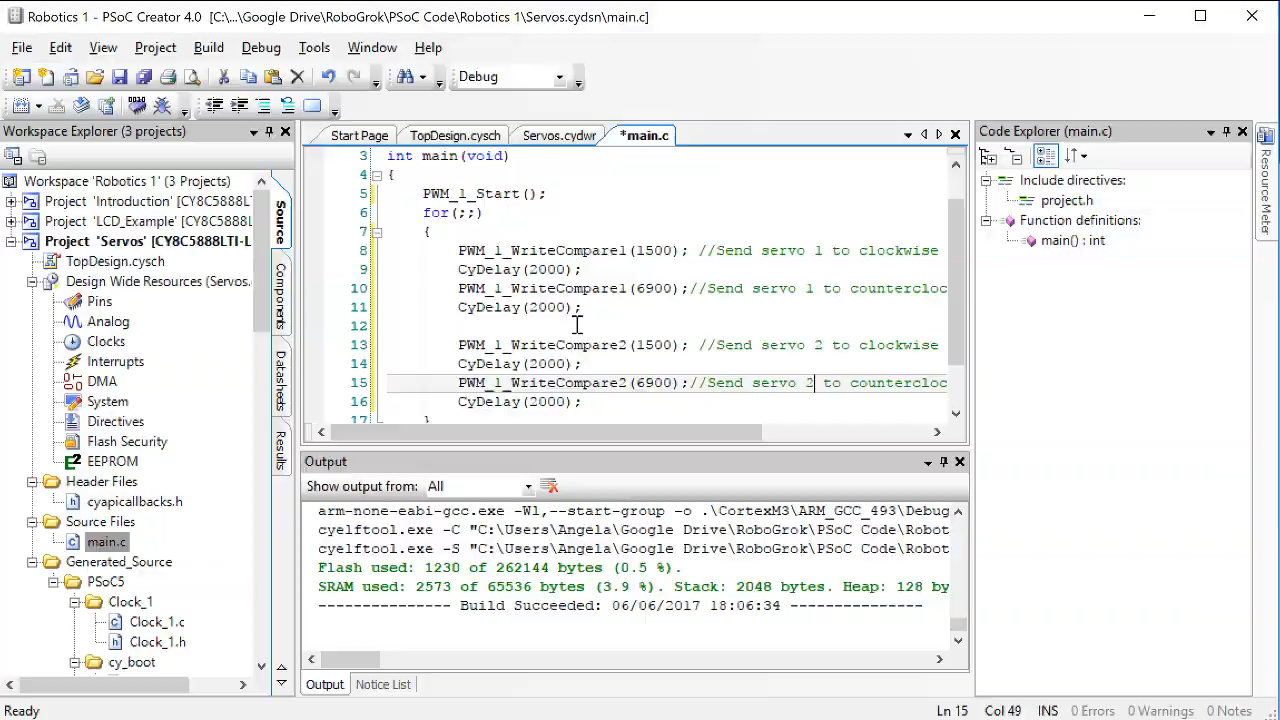 Robotics 1 - PSoC Creator 4.0 [C:\...\Google Drive\RoboGrok\PSoC Code\Robotics 1\Servos.cydsn\main.c]
File Edit View Project Build Debug Tools Window Help
Debug
Workspace Explorer (3 projects)
Workspace 'Robotics 1' (3 Projects)
Project 'Introduction' [CY8C5888LT
Project 'LCD_Example' [CY8C5888L
Project 'Servos' [CY8C5888LTI-L
TopDesign.cysch
Design Wide Resources (Servos.
Pins
Analog
Clocks
Interrupts
DMA
System
Directives
Flash Security
EEPROM
Header Files
cyapicallbacks.h
Source Files
main.c
Generated_Source
PSoC5
Clock_1
Clock_1.c
Clock_1.h
cy_boot
Source
Components
Datasheets
Results
Start Page TopDesign.cysch Servos.cydwr *main.c
3 int main(void)
4 {
5 PWM_1_Start();
6 for(;;)
7 {
8 PWM_1_WriteCompare1(1500); //Send servo 1 to clockwise
9 CyDelay(2000);
10 PWM_1_WriteCompare1(6900);//Send servo 1 to countercloc
11 CyDelay(2000);
12
13 PWM_1_WriteCompare2(1500); //Send servo 2 to clockwise
14 CyDelay(2000);
15 PWM_1_WriteCompare2(6900);//Send servo 2 to countercloc
16 CyDelay(2000);
17 }
Output
Show output from: All
arm-none-eabi-gcc.exe -Wl,--start-group -o .\CortexM3\ARM_GCC_493\Debug
cyelftool.exe -C "C:\Users\Angela\Google Drive\RoboGrok\PSoC Code\Robot
cyelftool.exe -S "C:\Users\Angela\Google Drive\RoboGrok\PSoC Code\Robot
Flash used: 1230 of 262144 bytes (0.5 %).
SRAM used: 2573 of 65536 bytes (3.9 %). Stack: 2048 bytes. Heap: 128 by
--------------- Build Succeeded: 06/06/2017 18:06:34 ---------------
Output Notice List
Code Explorer (main.c)
Include directives:
project.h
Function definitions:
main() : int
Resource Meter
Ready
Ln 15 Col 49 INS 0 Errors 0 Warnings 0 Notes